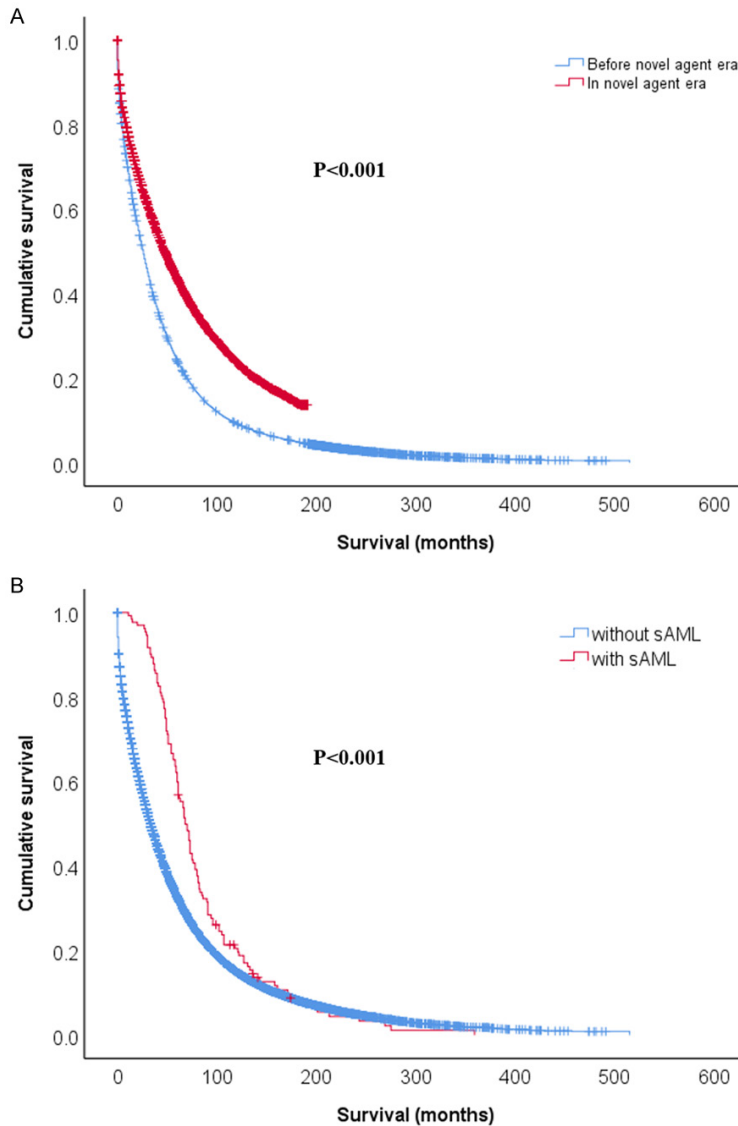 A
1.0
0.8
0.6
0.4
0.2
0.0
Cumulative survival
Before novel agent era
In novel agent era
P<0.001
0 100 200 300 400 500 600
Survival (months)
B
1.0
0.8
0.6
0.4
0.2
0.0
Cumulative survival
without sAML
with sAML
P<0.001
0 100 200 300 400 500 600
Survival (months)